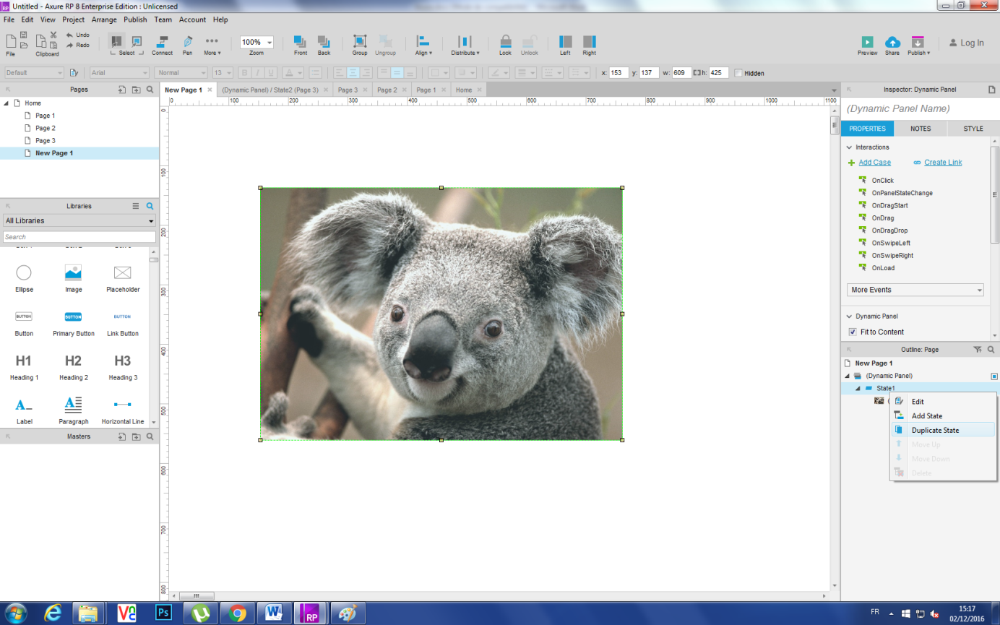 Untitled - Axure RP 8 Enterprise Edition : Unlicensed
File Edit View Project Arrange Publish Team Account Help
Undo
Redo
File Clipboard Select Connect Pen More ▾ 100% Zoom Front Back Group Ungroup Align ▾ Distribute ▾ Lock Unlock Left Right Preview Share Publish ▾ Log In
Default Arial Normal 13 B I U A x: 153 y: 137 w: 609 h: 425 Hidden
Pages
Home
Page 1
Page 2
Page 3
New Page 1
Libraries
All Libraries
Search
Ellipse Image Placeholder
BUTTON BUTTON BUTTON
Button Primary Button Link Button
H1 H2 H3
Heading 1 Heading 2 Heading 3
A_ A
Label Paragraph Horizontal Line
Masters
New Page 1 (Dynamic Panel) / State2 (Page 3) Page 3 Page 2 Page 1 Home
0 100 200 300 400 500 600 700 800 900 1000 1100
0
100
200
300
400
500
600
700
800
Inspector: Dynamic Panel
(Dynamic Panel Name)
PROPERTIES NOTES STYLE
Interactions
Add Case Create Link
OnClick
OnPanelStateChange
OnDragStart
OnDrag
OnDragDrop
OnSwipeLeft
OnSwipeRight
OnLoad
More Events
Dynamic Panel
Fit to Content
Outline: Page
New Page 1
(Dynamic Panel)
State1
Edit
Add State
Duplicate State
Move Up
Move Down
Delete
Ps W RP
FR 15:17
02/12/2016